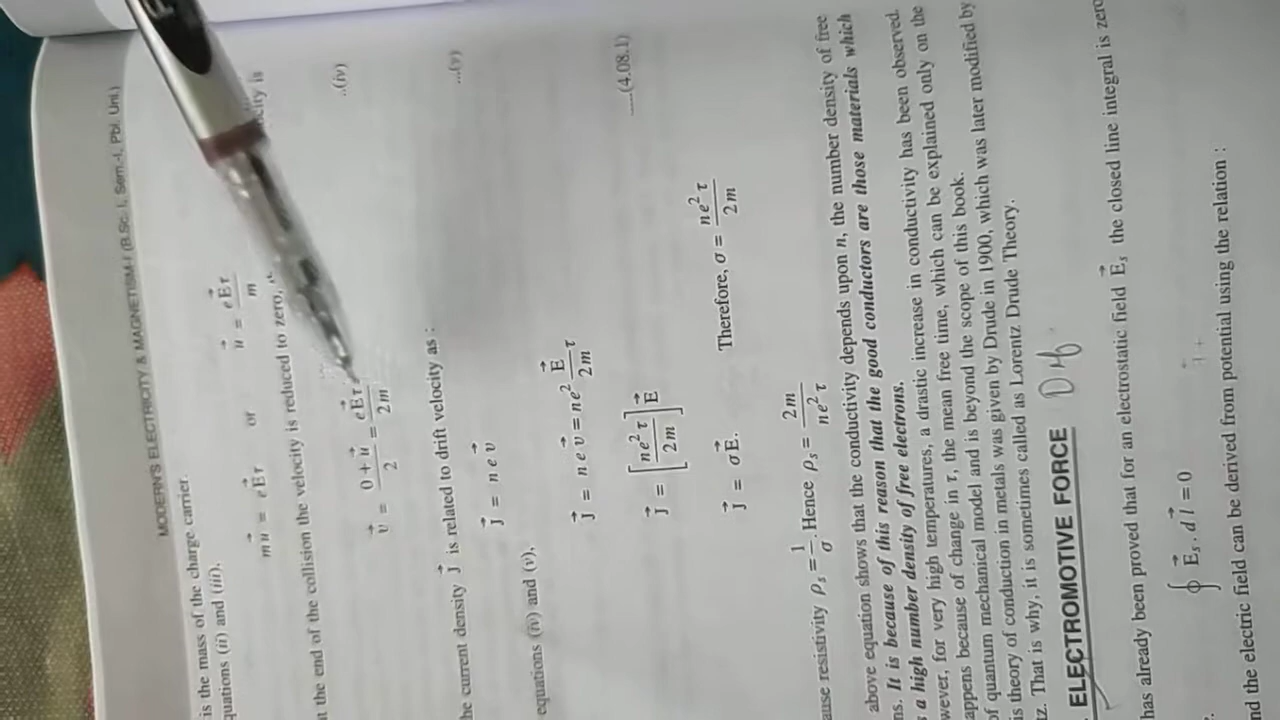 MODERN'S ELECTRICITY & MAGNETISM-I (B.Sc. I, Sem.-I, Pbl. Uni.)
is the mass of the charge carrier.
quations (ii) and (iii),
m u⃗ = e E⃗ τ or u⃗ = e E⃗ τ / m
t the end of the collision the velocity is reduced to zero, is
v⃗ = (0 + u⃗) / 2 = e E⃗ τ / 2m ..(iv)
he current density J⃗ is related to drift velocity as :
J⃗ = n e v⃗ ...(v)
equations (iv) and (v),
J⃗ = n e v⃗ = ne² E⃗ / 2m τ
J⃗ = [ne² τ / 2m] E⃗ ...(4.08.1)
J⃗ = σ E⃗. Therefore, σ = ne² τ / 2m
ause resistivity ρₛ = 1 / σ. Hence ρₛ = 2m / ne² τ
above equation shows that the conductivity depends upon n, the number density of free
ns. It is because of this reason that the good conductors are those materials which
s a high number density of free electrons.
wever, for very high temperatures, a drastic increase in conductivity has been observed.
appens because of change in τ, the mean free time, which can be explained only on the
of quantum mechanical model and is beyond the scope of this book.
is theory of conduction in metals was given by Drude in 1900, which was later modified by
tz. That is why, it is sometimes called as Lorentz Drude Theory.
. ELECTROMOTIVE FORCE
has already been proved that for an electrostatic field E⃗ₛ the closed line integral is zero
∮ E⃗ₛ . d l⃗ = 0
nd the electric field can be derived from potential using the relation :